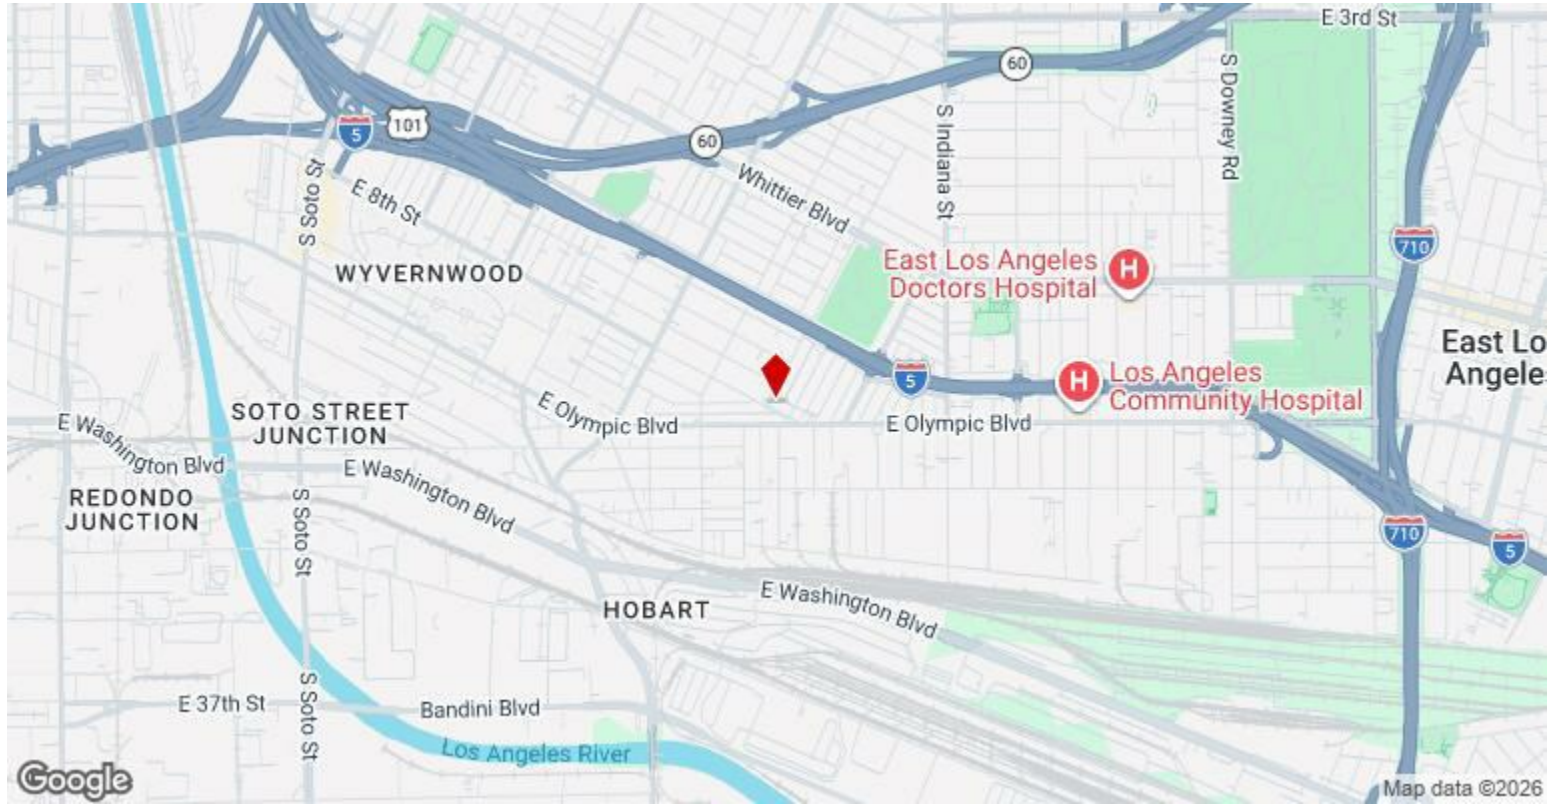 E 3rd St
60
S Downey Rd
S Indiana St
101
5
60
S Soto St
E 8th St
Whittier Blvd
710
WYVERNWOOD
East Los Angeles
Doctors Hospital
H
East Lo
Angeles
5
H
Los Angeles
Community Hospital
E Olympic Blvd
E Olympic Blvd
SOTO STREET
JUNCTION
E Washington Blvd
E Washington Blvd
REDONDO
JUNCTION
S Soto St
710
5
HOBART
E Washington Blvd
S Soto St
E 37th St
Bandini Blvd
Los Angeles River
Google
Map data ©2026